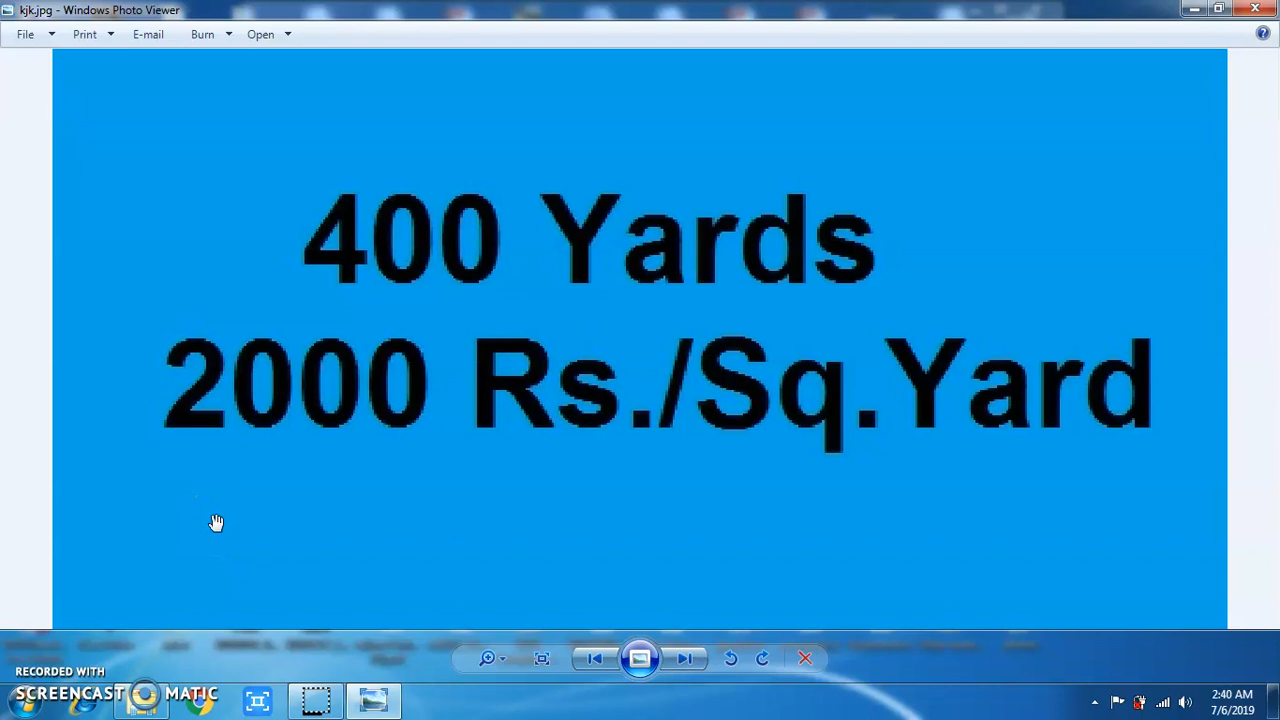 kjk.jpg - Windows Photo Viewer
File Print E-mail Burn Open
400 Yards
2000 Rs./Sq.Yard
RECORDED WITH
SCREENCAST MATIC
2:40 AM
7/6/2019